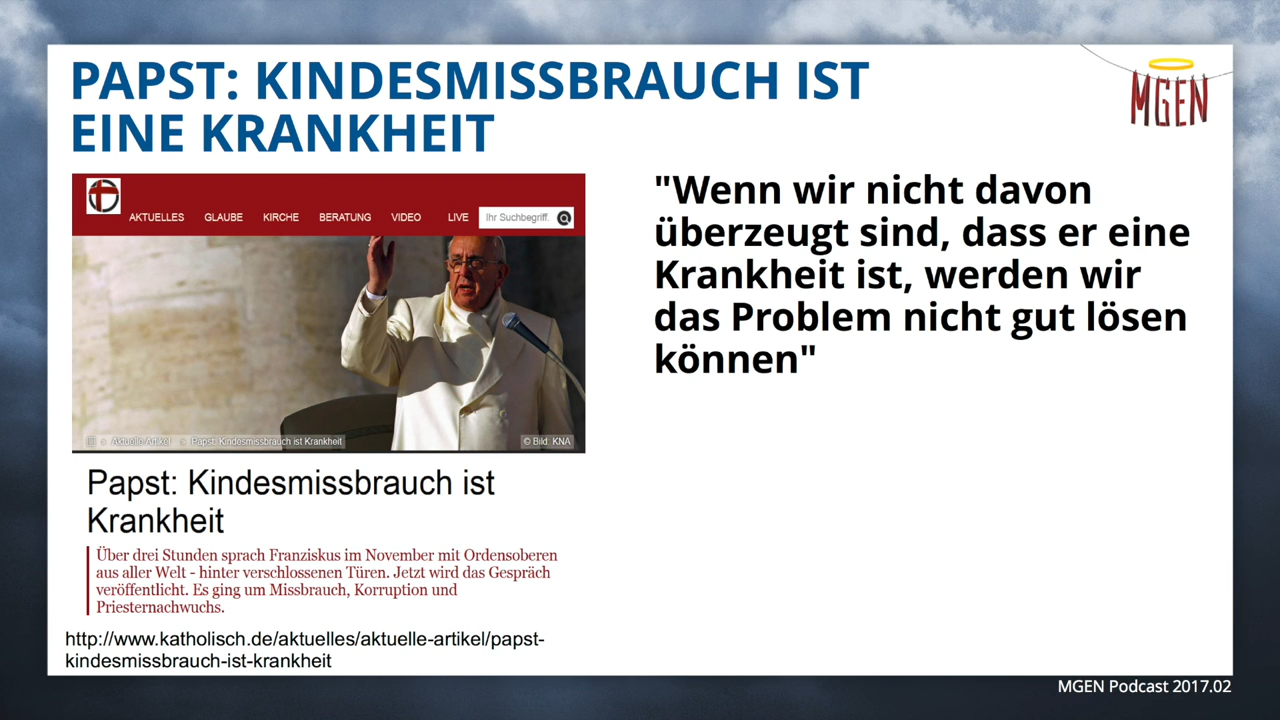 PAPST: KINDESMISSBRAUCH IST
EINE KRANKHEIT
MGEN
AKTUELLES GLAUBE KIRCHE BERATUNG VIDEO LIVE Ihr Suchbegriff.
Aktuelle Artikel Papst: Kindesmissbrauch ist Krankheit
© Bild: KNA
Papst: Kindesmissbrauch ist
Krankheit
Über drei Stunden sprach Franziskus im November mit Ordensoberen
aus aller Welt - hinter verschlossenen Türen. Jetzt wird das Gespräch
veröffentlicht. Es ging um Missbrauch, Korruption und
Priesternachwuchs.
http://www.katholisch.de/aktuelles/aktuelle-artikel/papst-
kindesmissbrauch-ist-krankheit
"Wenn wir nicht davon
überzeugt sind, dass er eine
Krankheit ist, werden wir
das Problem nicht gut lösen
können"
MGEN Podcast 2017.02